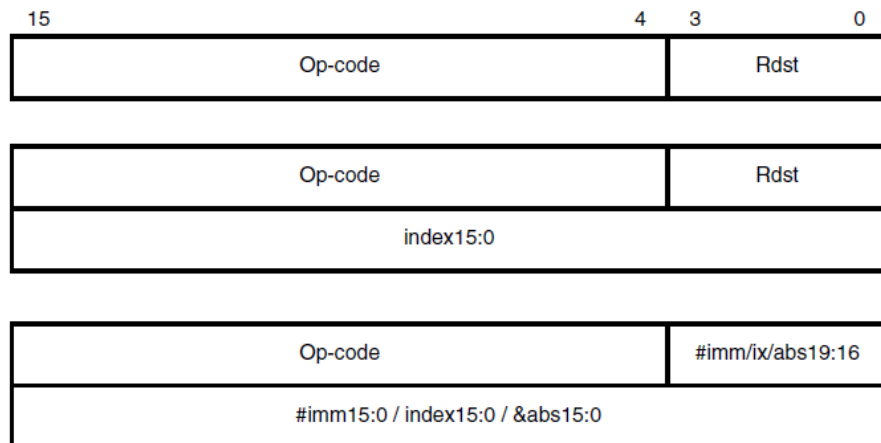 15 4 3 0
Op-code Rdst
Op-code Rdst
index15:0
Op-code #imm/ix/abs19:16
#imm15:0 / index15:0 / &abs15:0